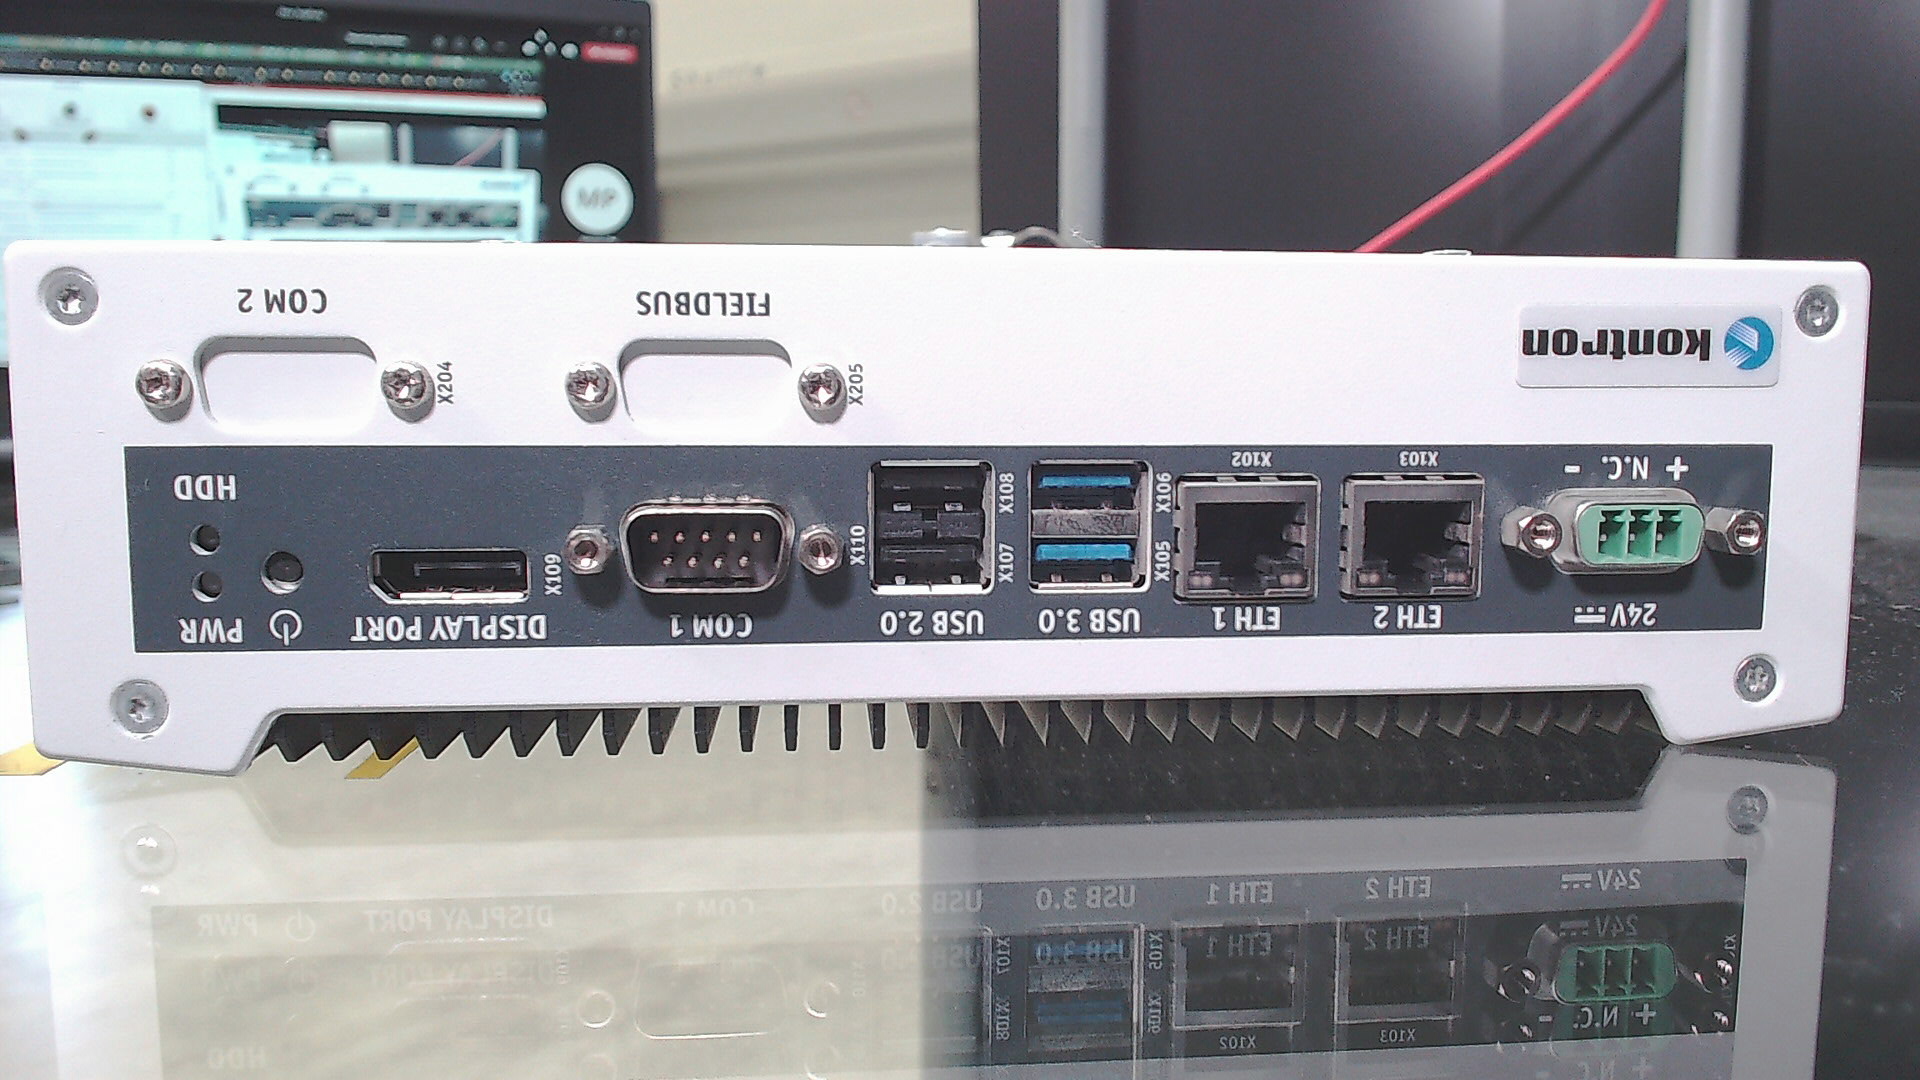 kontron
FIELDBUS
COM 2
X205
X204
+ N.C. -
X103
X102
HDD
X106
X108
X105
X107
X110
X109
24V
ETH 2
ETH 1
USB 3.0
USB 2.0
COM 1
DISPLAY PORT
PWR
MP